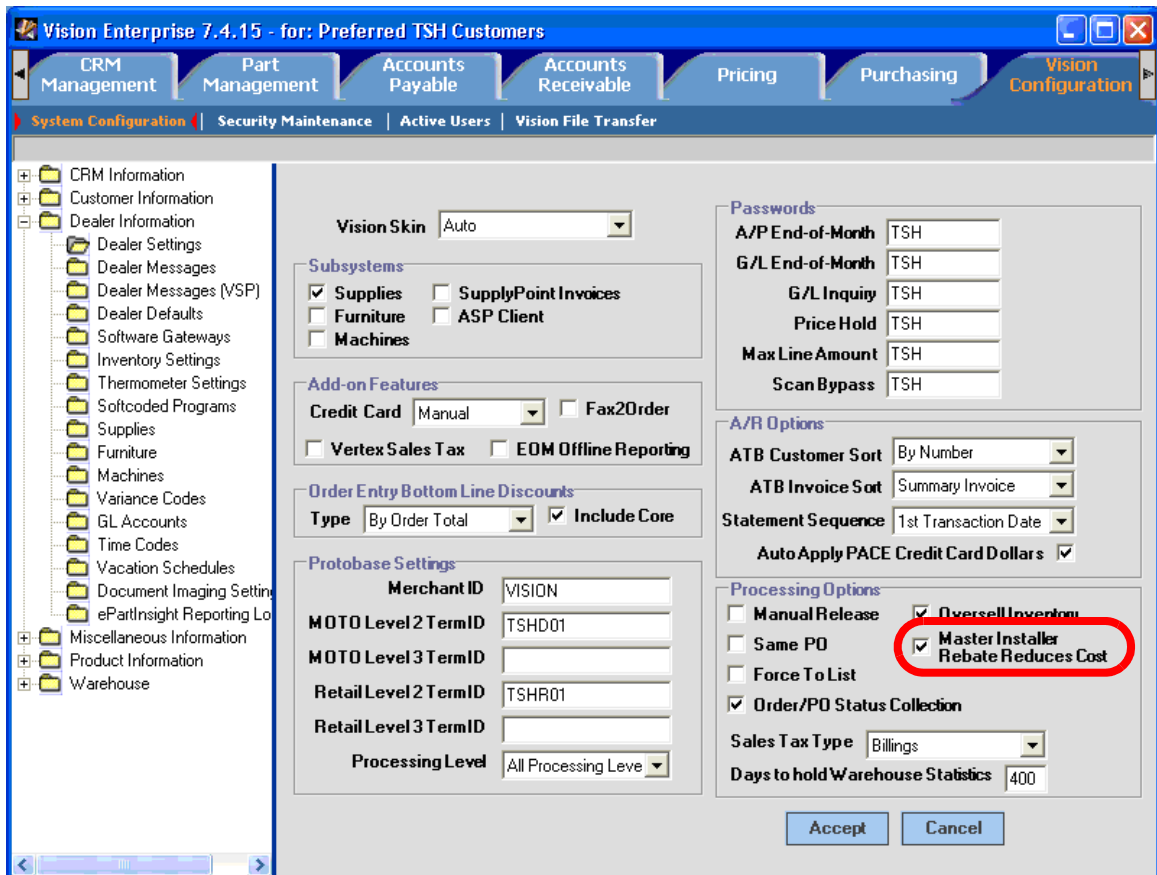 Vision Enterprise 7.4.15 - for: Preferred TSH Customers
CRM Management
Part Management
Accounts Payable
Accounts Receivable
Pricing
Purchasing
Vision Configuration
System Configuration | Security Maintenance | Active Users | Vision File Transfer
CRM Information
Customer Information
Dealer Information
Dealer Settings
Dealer Messages
Dealer Messages (VSP)
Dealer Defaults
Software Gateways
Inventory Settings
Thermometer Settings
Softcoded Programs
Supplies
Furniture
Machines
Variance Codes
GL Accounts
Time Codes
Vacation Schedules
Document Imaging Settin
ePartInsight Reporting Lo
Miscellaneous Information
Product Information
Warehouse
Vision Skin Auto
Subsystems
Supplies SupplyPoint Invoices
Furniture ASP Client
Machines
Add-on Features
Credit Card Manual Fax2Order
Vertex Sales Tax EOM Offline Reporting
Order Entry Bottom Line Discounts
Type By Order Total Include Core
Protobase Settings
Merchant ID VISION
MOTO Level 2 TermID TSHD01
MOTO Level 3 TermID
Retail Level 2 TermID TSHR01
Retail Level 3 TermID
Processing Level All Processing Leve
Passwords
A/P End-of-Month TSH
G/L End-of-Month TSH
G/L Inquiry TSH
Price Hold TSH
Max Line Amount TSH
Scan Bypass TSH
A/R Options
ATB Customer Sort By Number
ATB Invoice Sort Summary Invoice
Statement Sequence 1st Transaction Date
Auto Apply PACE Credit Card Dollars
Processing Options
Manual Release Oversell Inventory
Same PO Master Installer
Rebate Reduces Cost
Force To List
Order/PO Status Collection
Sales Tax Type Billings
Days to hold Warehouse Statistics 400
Accept Cancel